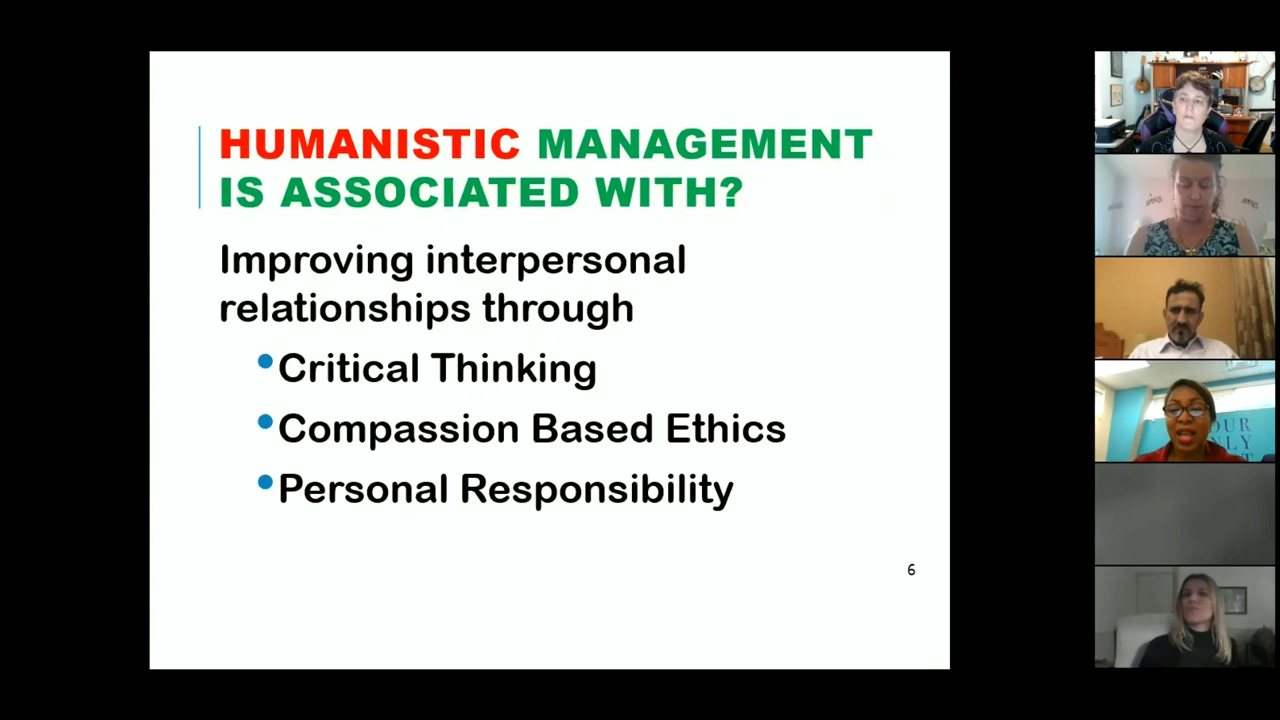 HUMANISTIC MANAGEMENT
IS ASSOCIATED WITH?
Improving interpersonal
relationships through
•Critical Thinking
•Compassion Based Ethics
•Personal Responsibility
6